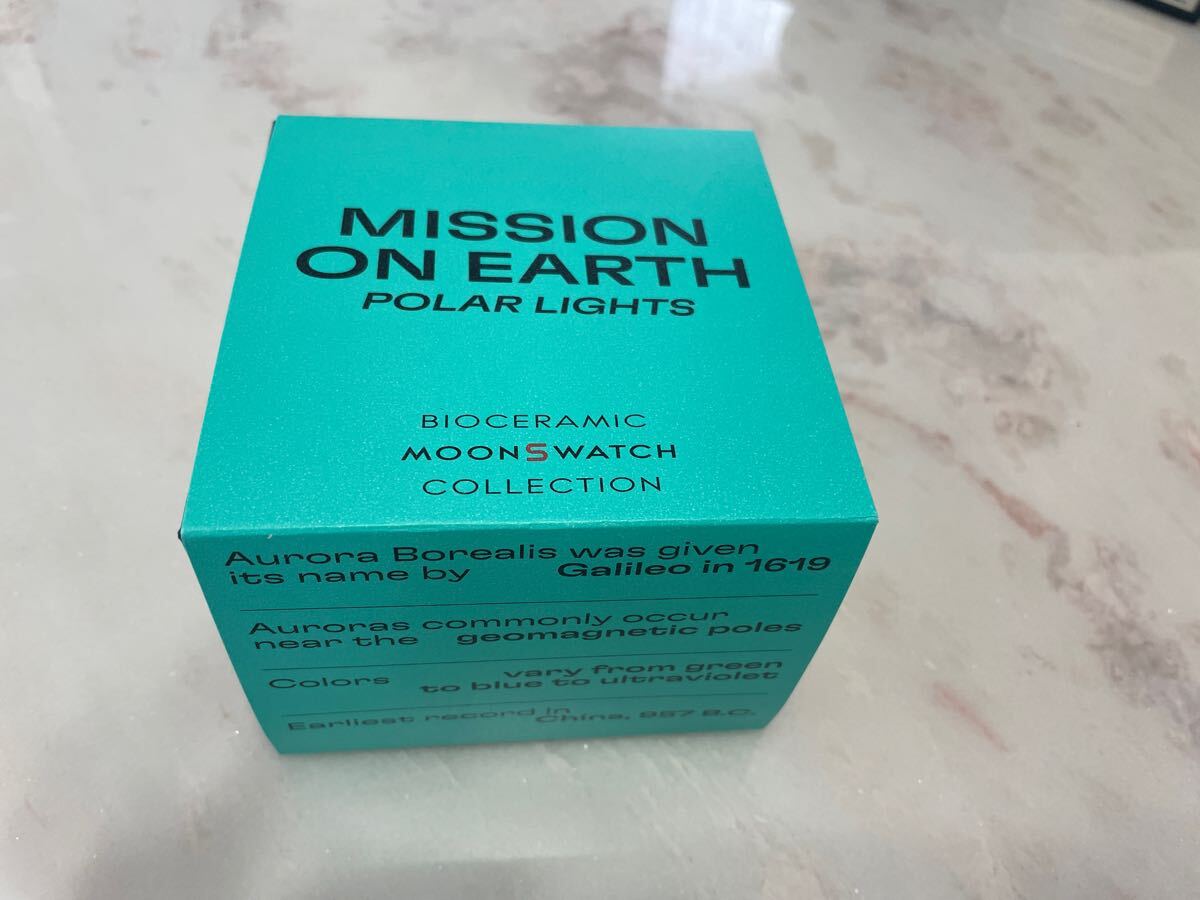 MISSION
ON EARTH
POLAR LIGHTS
BIOCERAMIC
MOONSWATCH
COLLECTION
Aurora Borealis was given
its name by Galileo in 1619
Auroras commonly occur
near the geomagnetic poles
Colors vary from green
to blue to ultraviolet
Earliest record in
China, 957 B.C.